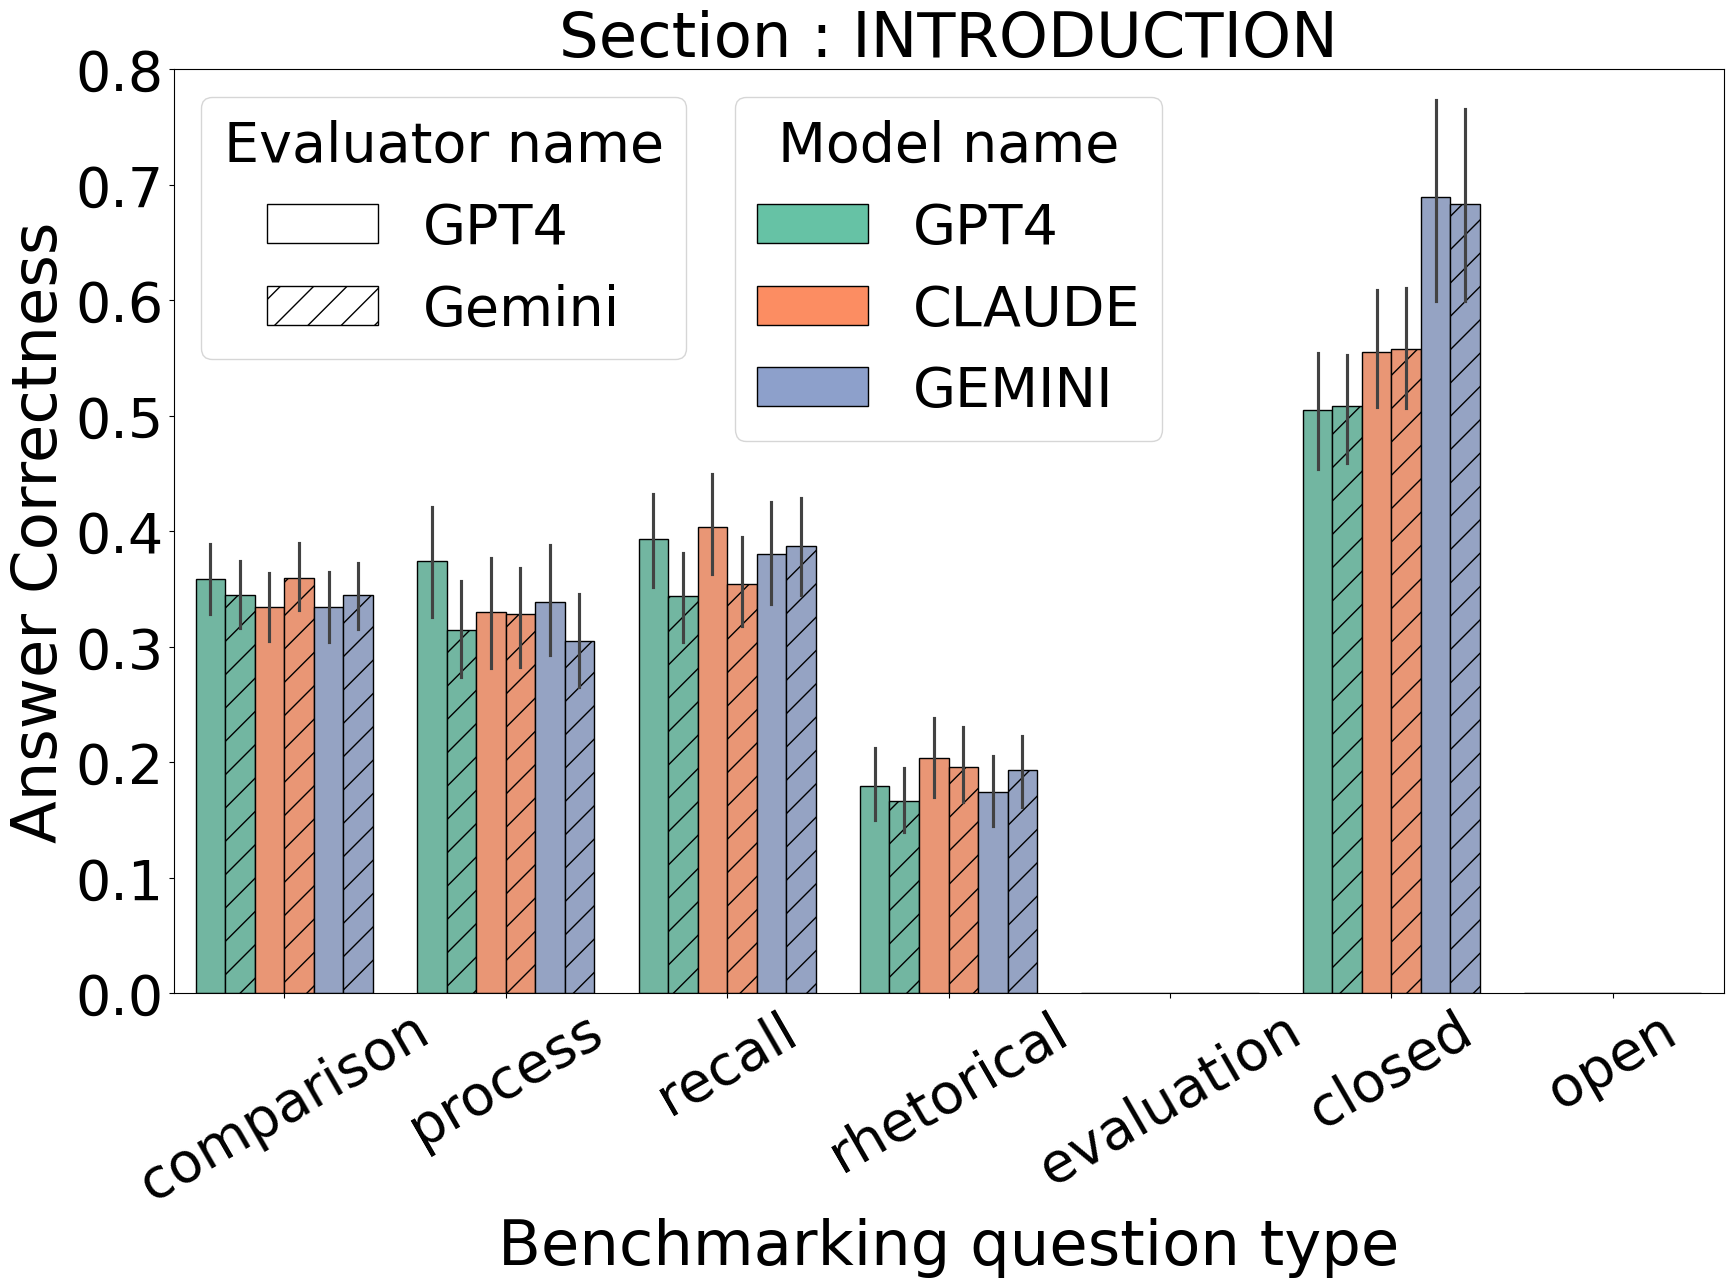 Section : INTRODUCTION
Answer Correctness
0.8
0.7
0.6
0.5
0.4
0.3
0.2
0.1
0.0
Evaluator name
GPT4
Gemini
Model name
GPT4
CLAUDE
GEMINI
comparison
process
recall
rhetorical
evaluation
closed
open
Benchmarking question type